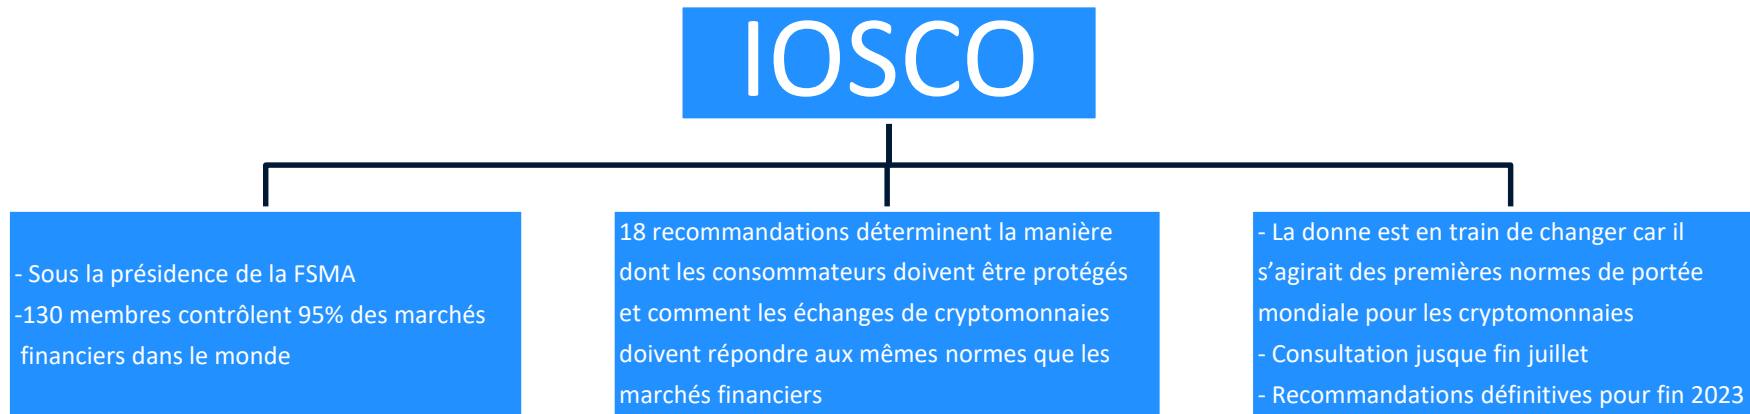 IOSCO
- Sous la présidence de la FSMA
-130 membres contrôlent 95% des marchés
financiers dans le monde
18 recommandations déterminent la manière
dont les consommateurs doivent être protégés
et comment les échanges de cryptomonnaies
doivent répondre aux mêmes normes que les
marchés financiers
- La donne est en train de changer car il
s’agirait des premières normes de portée
mondiale pour les cryptomonnaies
- Consultation jusque fin juillet
- Recommandations définitives pour fin 2023